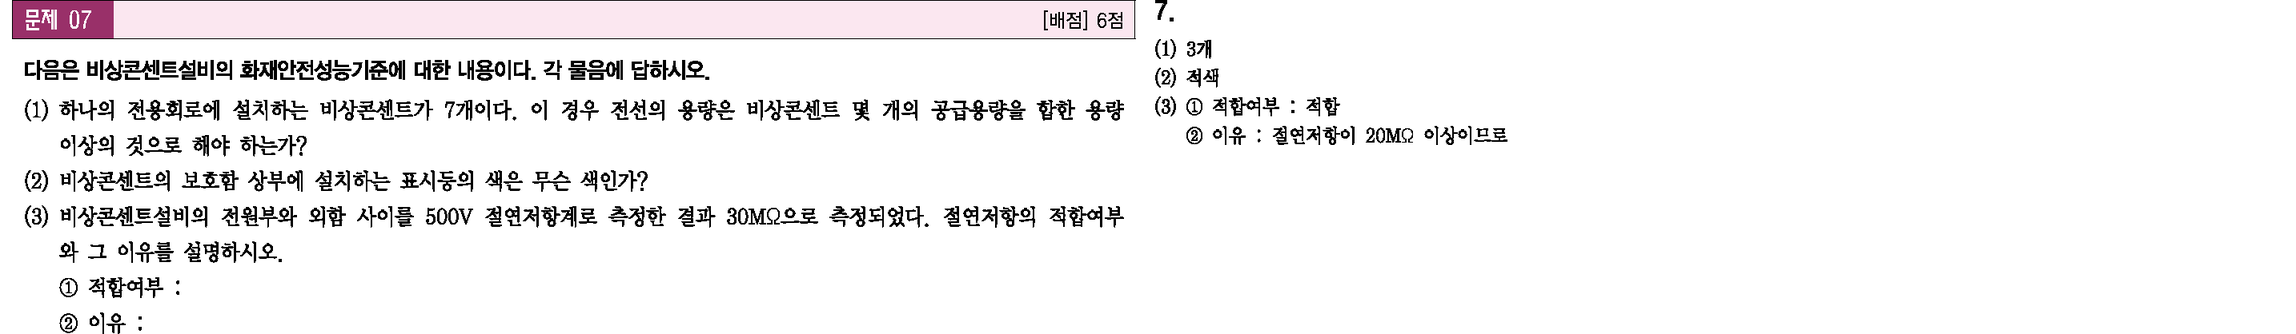 문제 07
[배점] 6점
다음은 비상콘센트설비의 화재안전성능기준에 대한 내용이다. 각 물음에 답하시오.
(1) 하나의 전용회로에 설치하는 비상콘센트가 7개이다. 이 경우 전선의 용량은 비상콘센트 몇 개의 공급용량을 합한 용량
이상의 것으로 해야 하는가?
(2) 비상콘센트의 보호함 상부에 설치하는 표시등의 색은 무슨 색인가?
(3) 비상콘센트설비의 전원부와 외함 사이를 500V 절연저항계로 측정한 결과 30MΩ으로 측정되었다. 절연저항의 적합여부
와 그 이유를 설명하시오.
① 적합여부 :
② 이유 :
7.
(1) 3개
(2) 적색
(3) ① 적합여부 : 적합
② 이유 : 절연저항이 20MΩ 이상이므로